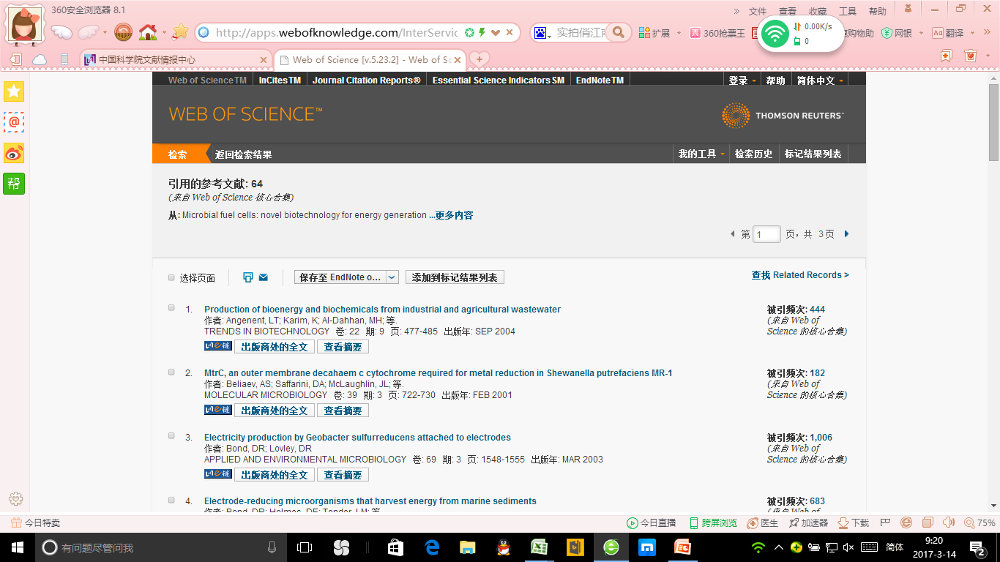 360安全浏览器 8.1
» 文件 查看 收藏 工具 帮助
http://apps.webofknowledge.com/InterServic
实拍俏江南
扩展
360抢票王
购物助
网银
翻译
»
0.00K/s
0
中国科学院文献情报中心
Web of Science [v.5.23.2] - Web of Sc
Web of Science TM InCites TM Journal Citation Reports ® Essential Science Indicators SM EndNote TM 登录 帮助 简体中文
WEB OF SCIENCE™
THOMSON REUTERS™
检索 返回检索结果 我的工具 检索历史 标记结果列表
引用的参考文献: 64
(来自 Web of Science 核心合集)
从: Microbial fuel cells: novel biotechnology for energy generation ...更多内容
第 1 页，共 3 页
选择页面 保存至 EndNote o... 添加到标记结果列表 查找 Related Records >
1. Production of bioenergy and biochemicals from industrial and agricultural wastewater
作者: Angenent, LT; Karim, K; Al-Dahhan, MH; 等.
TRENDS IN BIOTECHNOLOGY 卷: 22 期: 9 页: 477-485 出版年: SEP 2004
出版商处的全文 查看摘要
被引频次: 444
(来自 Web of
Science 的核心合集)
2. MtrC, an outer membrane decahaem c cytochrome required for metal reduction in Shewanella putrefaciens MR-1
作者: Beliaev, AS; Saffarini, DA; McLaughlin, JL; 等.
MOLECULAR MICROBIOLOGY 卷: 39 期: 3 页: 722-730 出版年: FEB 2001
出版商处的全文 查看摘要
被引频次: 182
(来自 Web of
Science 的核心合集)
3. Electricity production by Geobacter sulfurreducens attached to electrodes
作者: Bond, DR; Lovley, DR
APPLIED AND ENVIRONMENTAL MICROBIOLOGY 卷: 69 期: 3 页: 1548-1555 出版年: MAR 2003
出版商处的全文 查看摘要
被引频次: 1,006
(来自 Web of
Science 的核心合集)
4. Electrode-reducing microorganisms that harvest energy from marine sediments
作者: Bond, DR; Holmes, DE; Tender, LM; 等.
被引频次: 683
(来自 Web of
帮
今日特卖
今日直播 跨屏浏览 医生 加速器 下载 75%
有问题尽管问我
简体
9:20
2017-3-14
2